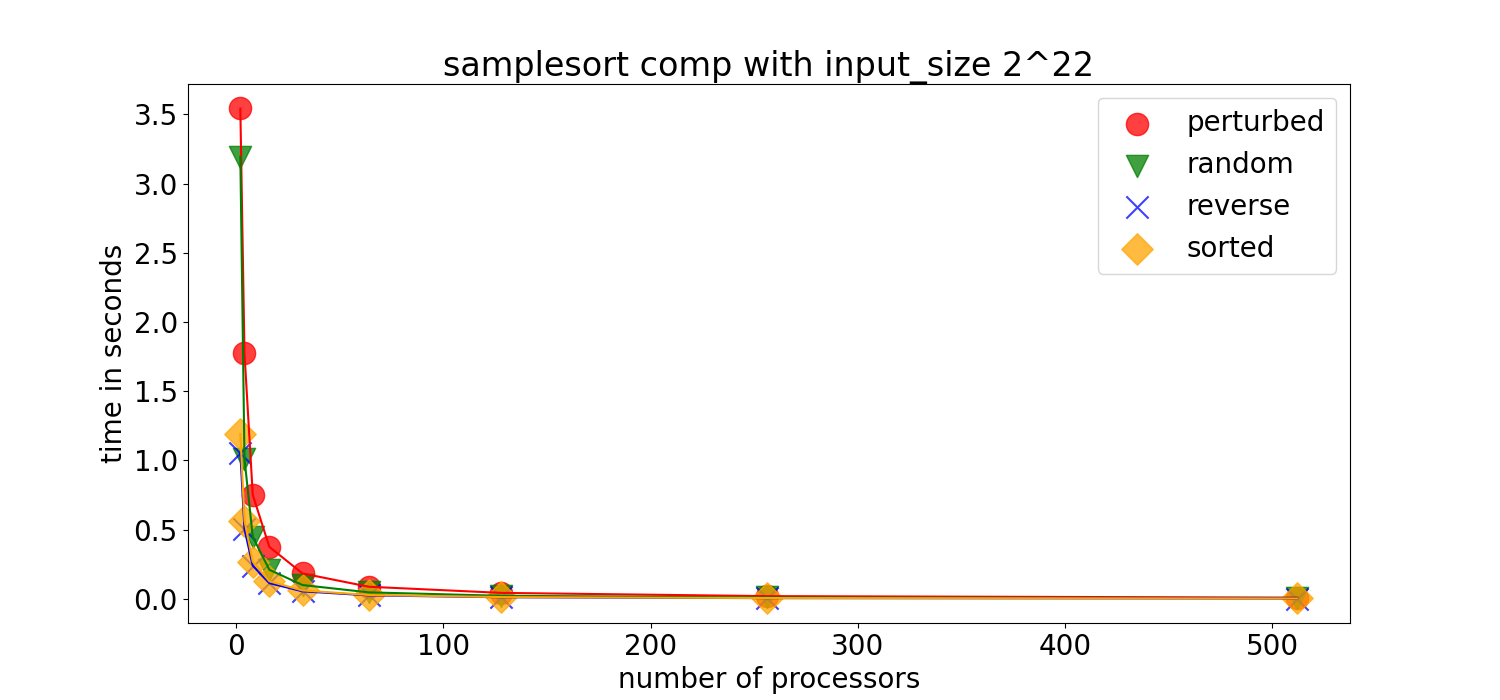 samplesort comp with input_size 2^22
3.5
3.0
2.5
2.0
1.5
1.0
0.5
0.0
time in seconds
perturbed
random
reverse
sorted
0 100 200 300 400 500
number of processors